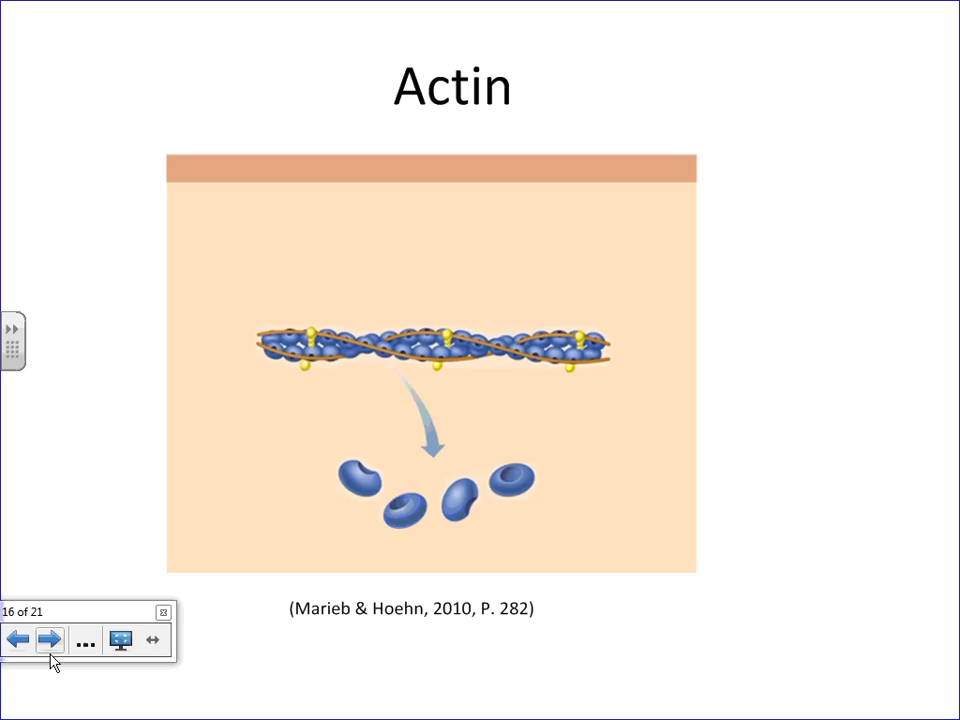 Actin
(Marieb & Hoehn, 2010, P. 282)
16 of 21
...